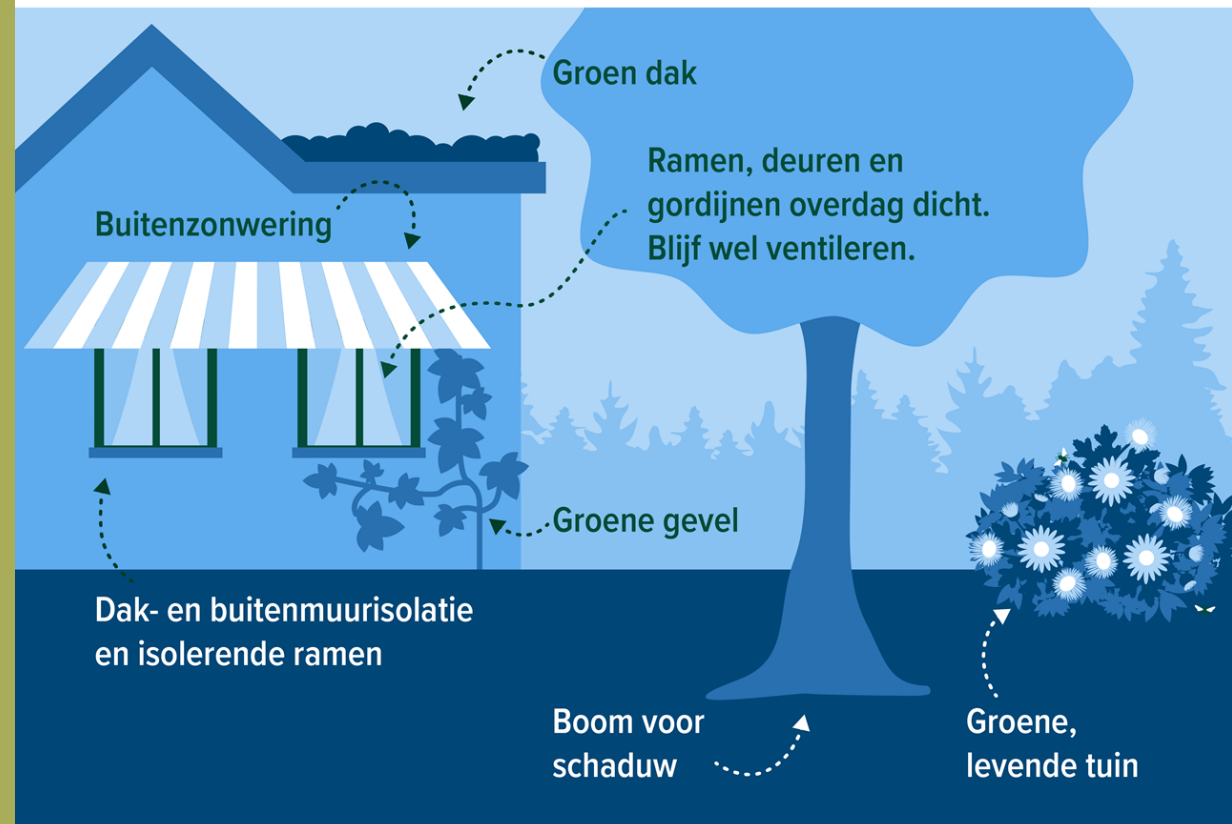 Groen dak
Ramen, deuren en
gordijnen overdag dicht.
Blijf wel ventileren.
Buitenzonwering
Groene gevel
Dak- en buitenmuurisolatie
en isolerende ramen
Boom voor
schaduw
Groene,
levende tuin